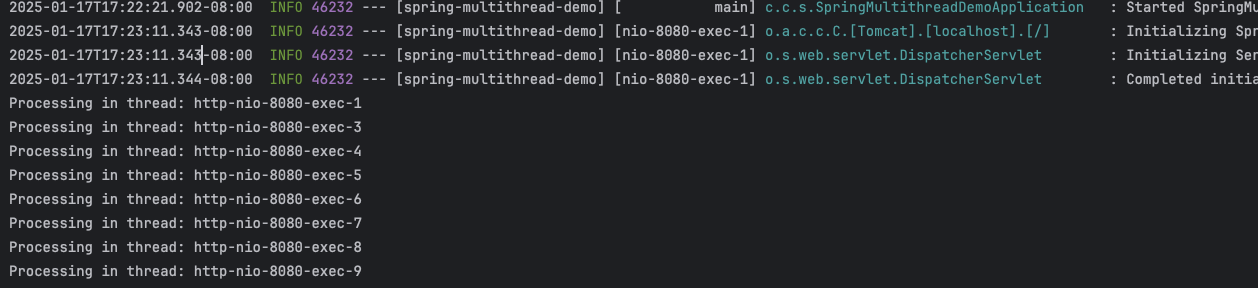 2025-01-17T17:22:21.902-08:00  INFO 46232 --- [spring-multithread-demo] [           main] c.c.s.SpringMultithreadDemoApplication   : Started SpringMu
2025-01-17T17:23:11.343-08:00  INFO 46232 --- [spring-multithread-demo] [nio-8080-exec-1] o.a.c.c.C.[Tomcat].[localhost].[/]       : Initializing Spr
2025-01-17T17:23:11.343-08:00  INFO 46232 --- [spring-multithread-demo] [nio-8080-exec-1] o.s.web.servlet.DispatcherServlet        : Initializing Ser
2025-01-17T17:23:11.344-08:00  INFO 46232 --- [spring-multithread-demo] [nio-8080-exec-1] o.s.web.servlet.DispatcherServlet        : Completed initia
Processing in thread: http-nio-8080-exec-1
Processing in thread: http-nio-8080-exec-3
Processing in thread: http-nio-8080-exec-4
Processing in thread: http-nio-8080-exec-5
Processing in thread: http-nio-8080-exec-6
Processing in thread: http-nio-8080-exec-7
Processing in thread: http-nio-8080-exec-8
Processing in thread: http-nio-8080-exec-9